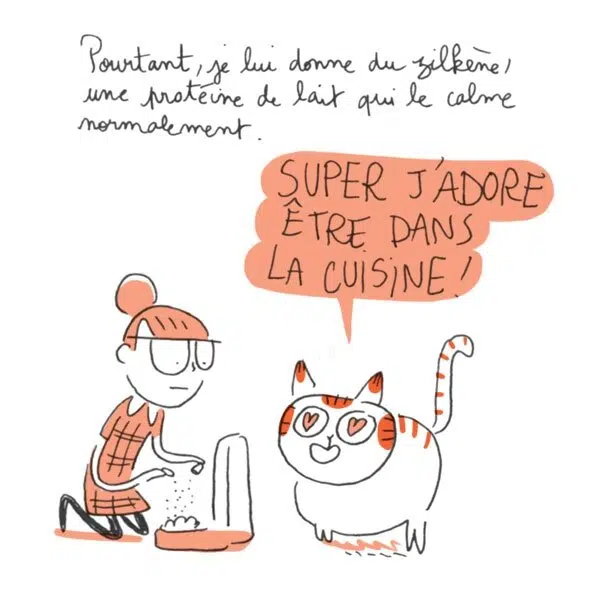 Pourtant, je lui donne du zilkène,
une protéine de lait qui le calme
normalement.
SUPER J'ADORE
ÊTRE DANS
LA CUISINE !